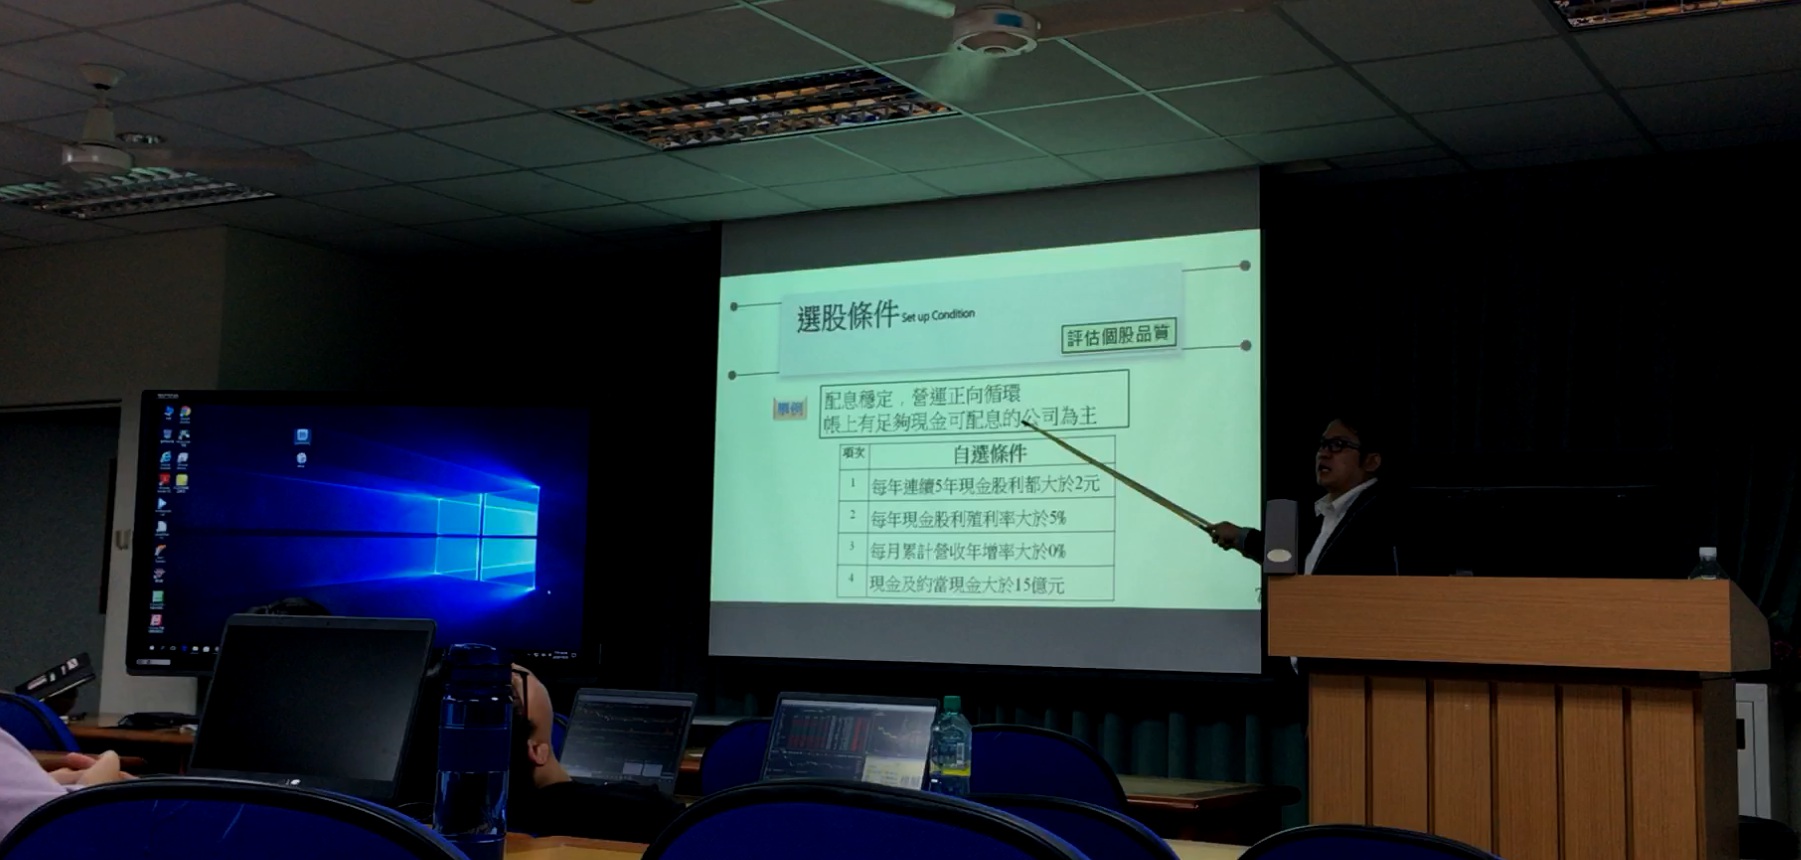 選股條件 Set up Condition
評估個股品質
範例
配息穩定，營運正向循環
帳上有足夠現金可配息的公司為主
項次 自選條件
1 每年連續5年現金股利都大於2元
2 每年現金股利殖利率大於5%
3 每月累計營收年增率大於0%
4 現金及約當現金大於15億元
7